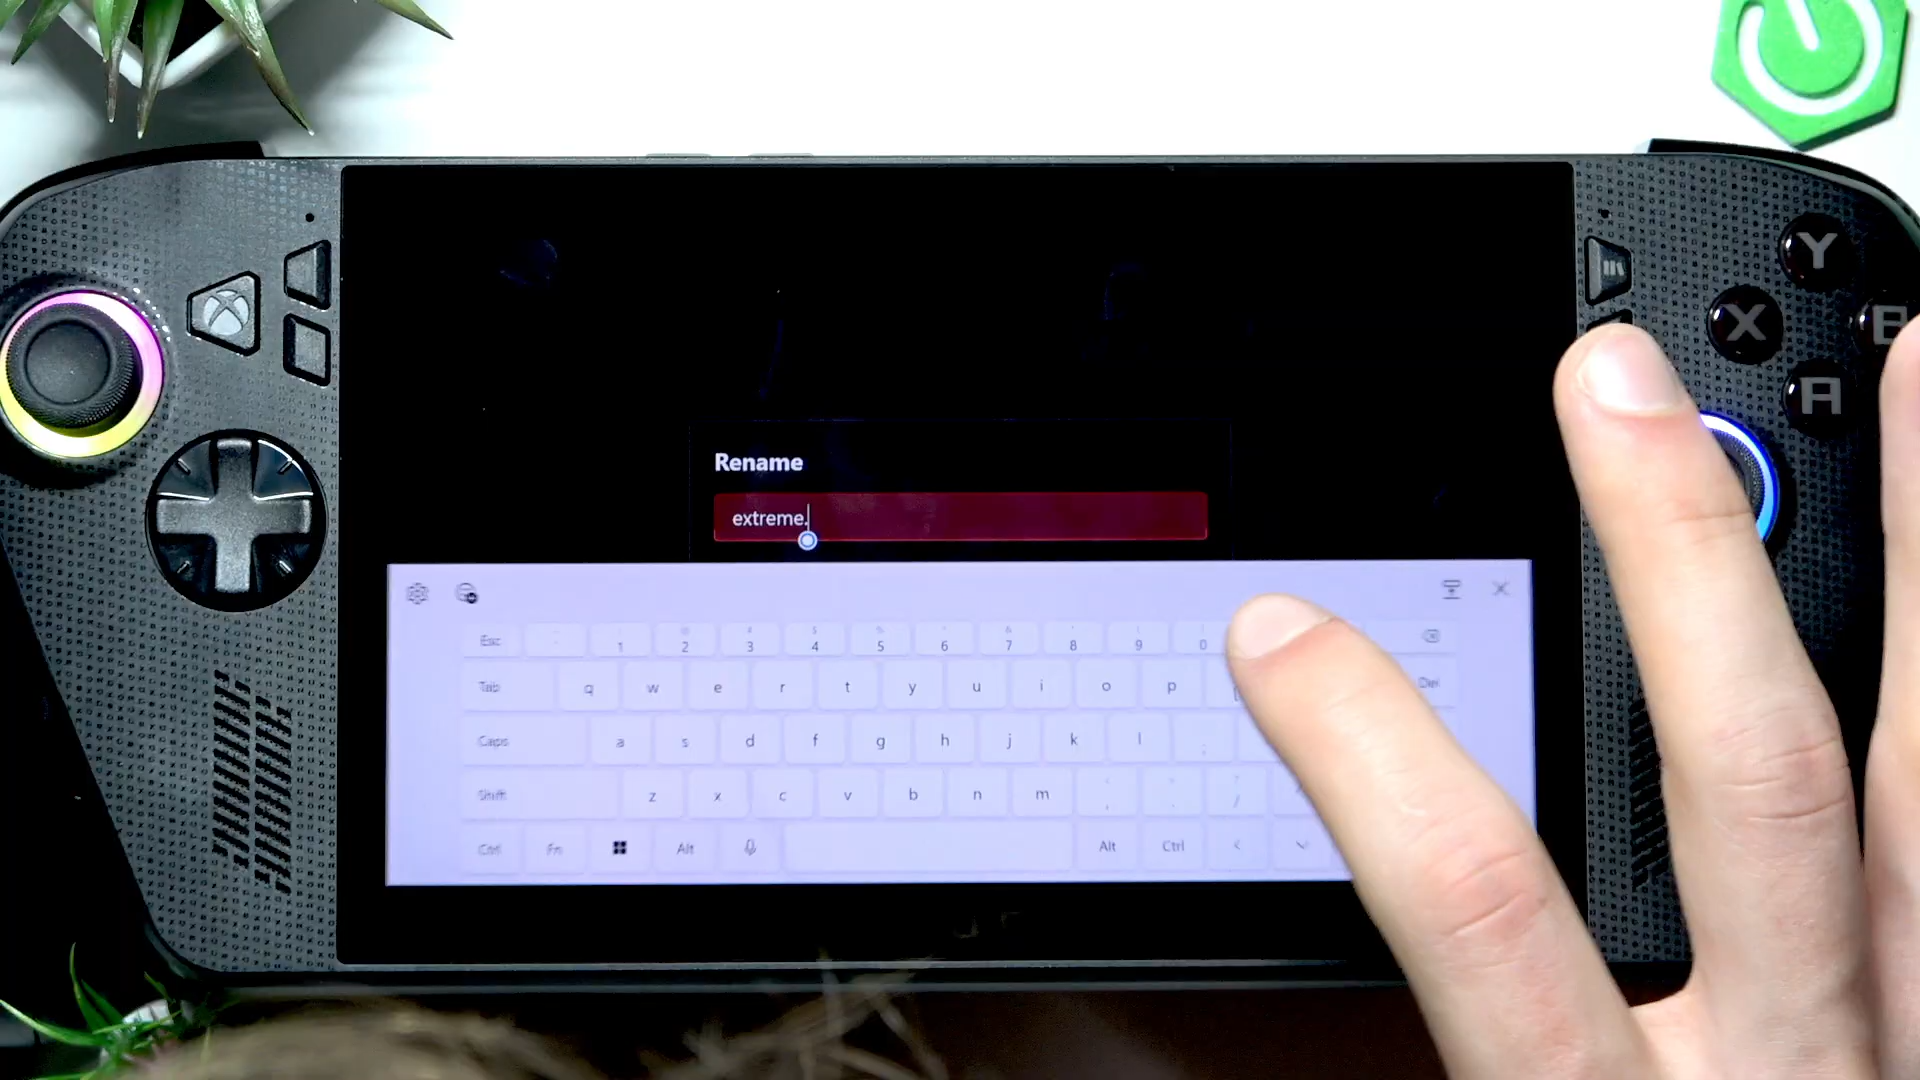 Y
X
B
A
Rename
extreme.
Esc 1 2 3 4 5 6 7 8 9 0
Tab q w e r t y u i o p [ Del
Caps a s d f g h j k l ;
Shift z x c v b n m , . /
Ctrl Fn Alt Alt Ctrl